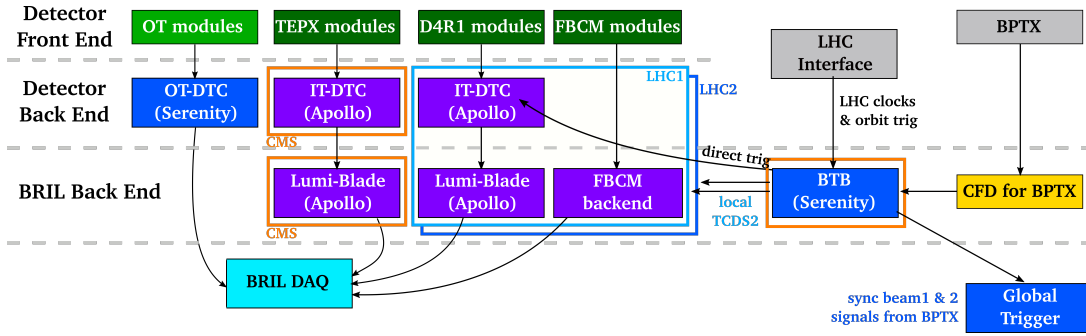 Detector
Front End
OT modules
TEPX modules
D4R1 modules
FBCM modules
LHC
Interface
BPTX
Detector
Back End
OT-DTC
(Serenity)
IT-DTC
(Apollo)
CMS
IT-DTC
(Apollo)
LHC1
LHC2
LHC clocks
& orbit trig
BRIL Back End
Lumi-Blade
(Apollo)
CMS
Lumi-Blade
(Apollo)
FBCM
backend
direct trig
local
TCDS2
BTB
(Serenity)
CFD for BPTX
BRIL DAQ
sync beam1 & 2
signals from BPTX
Global
Trigger